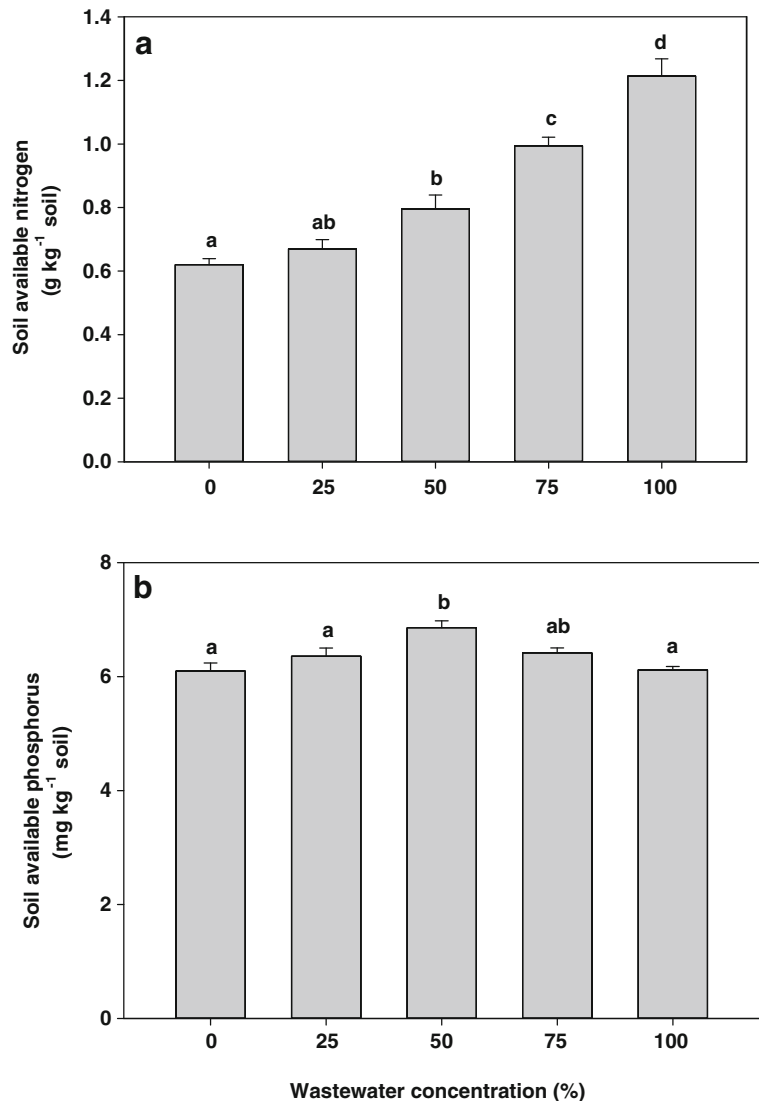 a
Soil available nitrogen
(g kg⁻¹ soil)
1.4
1.2
1.0
0.8
0.6
0.4
0.2
0.0
a
ab
b
c
d
0 25 50 75 100
b
Soil available phosphorus
(mg kg⁻¹ soil)
8
6
4
2
0
a
a
b
ab
a
0 25 50 75 100
Wastewater concentration (%)